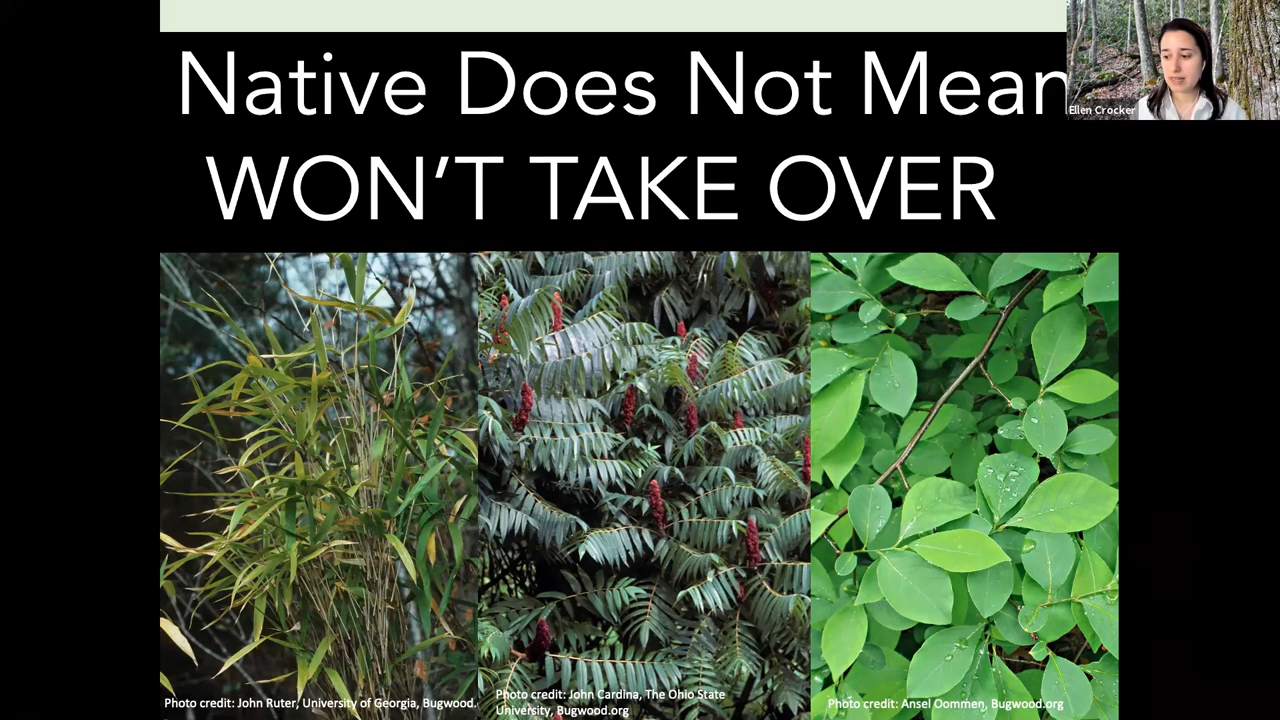 Native Does Not Mean
WON'T TAKE OVER
Ellen Crocker
Photo credit: John Ruter, University of Georgia, Bugwood.
Photo credit: John Cardina, The Ohio State
University, Bugwood.org
Photo credit: Ansel Oommen, Bugwood.org